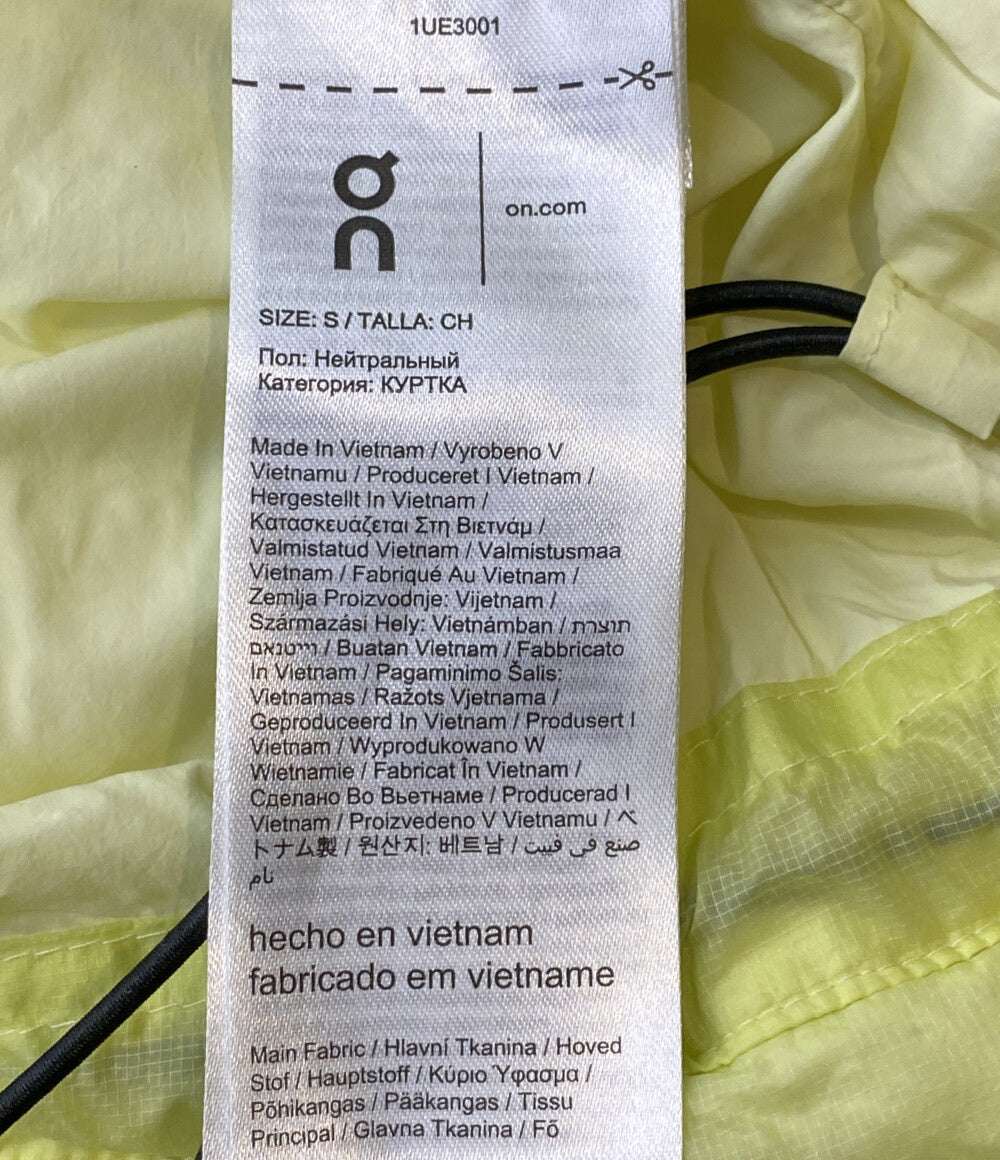 1UE3001
on
on.com
SIZE: S / TALLA: CH
Пол: Нейтральный
Категория: КУРТКА
Made In Vietnam / Vyrobeno V
Vietnamu / Produceret I Vietnam /
Hergestellt In Vietnam /
Κατασκευάζεται Στη Βιετνάμ /
Valmistatud Vietnam / Valmistusmaa
Vietnam / Fabriqué Au Vietnam /
Zemlja Proizvodnje: Vijetnam /
Származási Hely: Vietnámban / תוצרת
וייטנאם / Buatan Vietnam / Fabbricato
In Vietnam / Pagaminimo Šalis:
Vietnamas / Ražots Vjetnama /
Geproduceerd In Vietnam / Produsert I
Vietnam / Wyprodukowano W
Wietnamie / Fabricat În Vietnam /
Сделано Во Вьетнаме / Producerad I
Vietnam / Proizvedeno V Vietnamu / ベ
トナム製 / 원산지: 베트남 / صنع في فييت
نام
hecho en vietnam
fabricado em vietname
Main Fabric / Hlavní Tkanina / Hoved
Stof / Hauptstoff / Κύριο Ύφασμα /
Põhikangas / Pääkangas / Tissu
Principal / Glavna Tkanina / Fõ